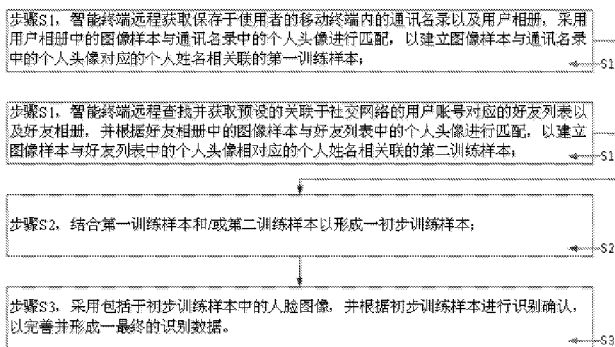 步骤S1，智能终端远程获取保存于使用者的移动终端内的通讯名录以及用户相册，采用
用户相册中的图像样本与通讯名录中的个人头像进行匹配，以建立图像样本与通讯名录
中的个人头像对应的个人姓名相关联的第一训练样本；
S1
步骤S1，智能终端远程查找并获取预设的关联于社交网络的用户账号对应的好友列表以
及好友相册，并根据好友相册中的图像样本与好友列表中的个人头像进行匹配，以建立
图像样本与好友列表中的个人头像相对应的个人姓名相关联的第二训练样本；
S1
步骤S2，结合第一训练样本和/或第二训练样本以形成一初步训练样本；
S2
步骤S3，采用包括于初步训练样本中的人脸图像，并根据初步训练样本进行识别确认，
以完善并形成一最终的识别数据。
S3